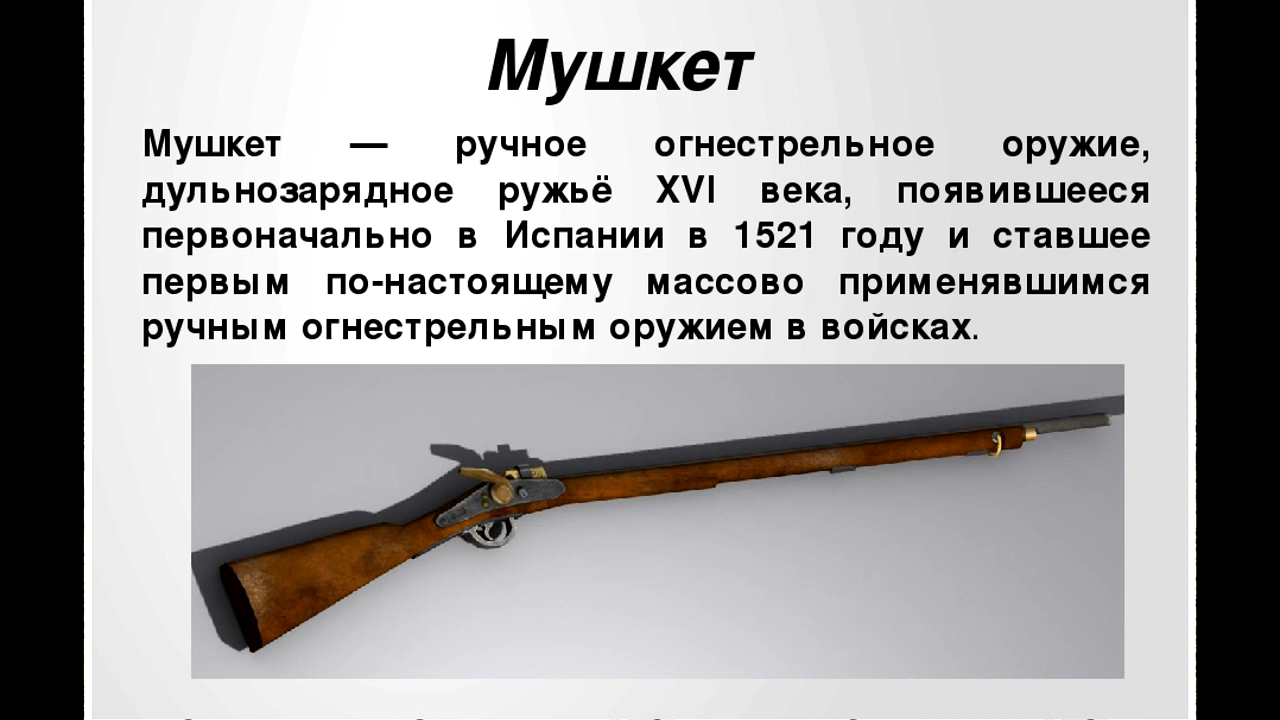 Мушкет
Мушкет — ручное огнестрельное оружие,
дульнозарядное ружьё XVI века, появившееся
первоначально в Испании в 1521 году и ставшее
первым по-настоящему массово применявшимся
ручным огнестрельным оружием в войсках.